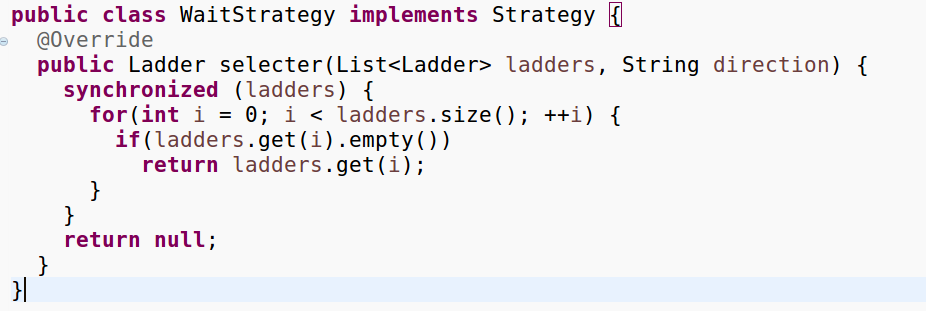 public class WaitStrategy implements Strategy {
  @Override
  public Ladder selecter(List<Ladder> ladders, String direction) {
    synchronized (ladders) {
      for(int i = 0; i < ladders.size(); ++i) {
        if(ladders.get(i).empty())
          return ladders.get(i);
      }
    }
    return null;
  }
}